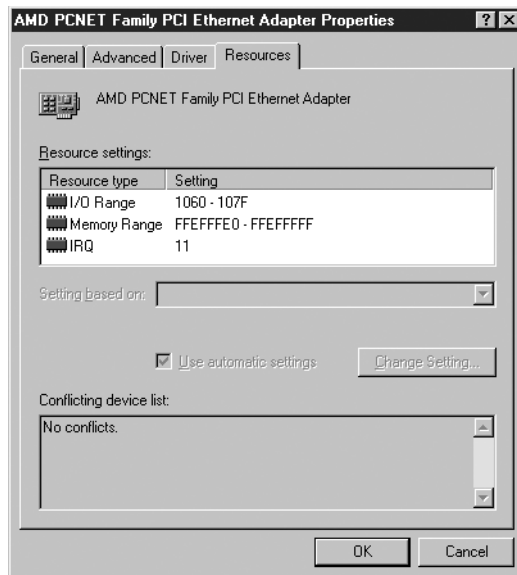 AMD PCNET Family PCI Ethernet Adapter Properties
General Advanced Driver Resources
AMD PCNET Family PCI Ethernet Adapter
Resource settings:
Resource type Setting
I/O Range 1060 - 107F
Memory Range FFEFFFE0 - FFEFFFFF
IRQ 11
Setting based on:
Use automatic settings Change Setting...
Conflicting device list:
No conflicts.
OK Cancel